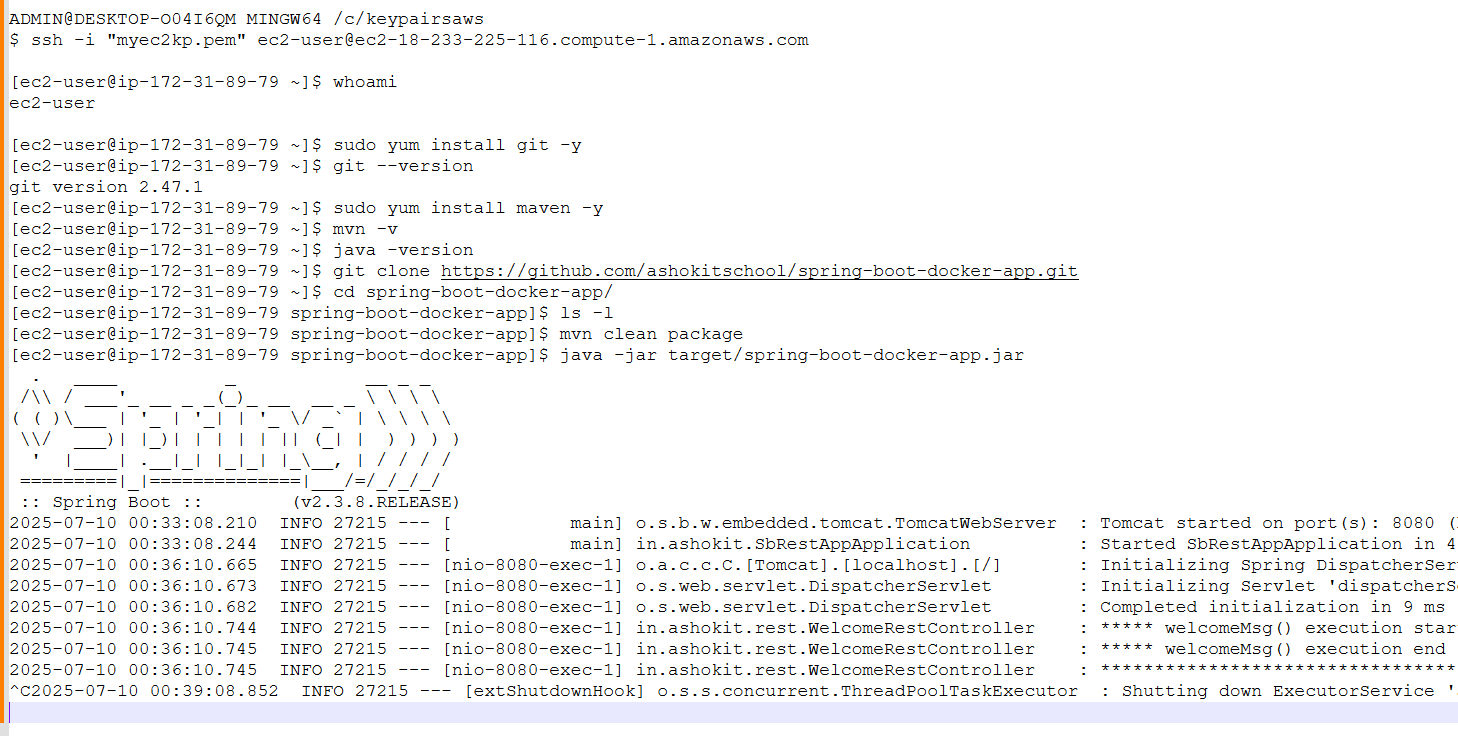 ADMIN@DESKTOP-O04I6QM MINGW64 /c/keypairsaws
$ ssh -i "myec2kp.pem" ec2-user@ec2-18-233-225-116.compute-1.amazonaws.com
[ec2-user@ip-172-31-89-79 ~]$ whoami
ec2-user
[ec2-user@ip-172-31-89-79 ~]$ sudo yum install git -y
[ec2-user@ip-172-31-89-79 ~]$ git --version
git version 2.47.1
[ec2-user@ip-172-31-89-79 ~]$ sudo yum install maven -y
[ec2-user@ip-172-31-89-79 ~]$ mvn -v
[ec2-user@ip-172-31-89-79 ~]$ java -version
[ec2-user@ip-172-31-89-79 ~]$ git clone https://github.com/ashokitschool/spring-boot-docker-app.git
[ec2-user@ip-172-31-89-79 ~]$ cd spring-boot-docker-app/
[ec2-user@ip-172-31-89-79 spring-boot-docker-app]$ ls -l
[ec2-user@ip-172-31-89-79 spring-boot-docker-app]$ mvn clean package
[ec2-user@ip-172-31-89-79 spring-boot-docker-app]$ java -jar target/spring-boot-docker-app.jar
  .   ____          _            __ _ _
 /\\ / ___'_ __ _ _(_)_ __  __ _ \ \ \ \
( ( )\___ | '_ | '_| | '_ \/ _` | \ \ \ \
 \\/  ___)| |_)| | | | | || (_| |  ) ) ) )
  '  |____| .__|_| |_|_| |_\__, | / / / /
 =========|_|==============|___/=/_/_/_/
 :: Spring Boot ::        (v2.3.8.RELEASE)
2025-07-10 00:33:08.210  INFO 27215 --- [           main] o.s.b.w.embedded.tomcat.TomcatWebServer  : Tomcat started on port(s): 8080 (
2025-07-10 00:33:08.244  INFO 27215 --- [           main] in.ashokit.SbRestAppApplication          : Started SbRestAppApplication in 4
2025-07-10 00:36:10.665  INFO 27215 --- [nio-8080-exec-1] o.a.c.c.C.[Tomcat].[localhost].[/]       : Initializing Spring DispatcherSer
2025-07-10 00:36:10.673  INFO 27215 --- [nio-8080-exec-1] o.s.web.servlet.DispatcherServlet        : Initializing Servlet 'dispatcherS
2025-07-10 00:36:10.682  INFO 27215 --- [nio-8080-exec-1] o.s.web.servlet.DispatcherServlet        : Completed initialization in 9 ms
2025-07-10 00:36:10.744  INFO 27215 --- [nio-8080-exec-1] in.ashokit.rest.WelcomeRestController    : ***** welcomeMsg() execution star
2025-07-10 00:36:10.745  INFO 27215 --- [nio-8080-exec-1] in.ashokit.rest.WelcomeRestController    : ***** welcomeMsg() execution end
2025-07-10 00:36:10.745  INFO 27215 --- [nio-8080-exec-1] in.ashokit.rest.WelcomeRestController    : *********************************
^C2025-07-10 00:39:08.852  INFO 27215 --- [extShutdownHook] o.s.s.concurrent.ThreadPoolTaskExecutor  : Shutting down ExecutorService '